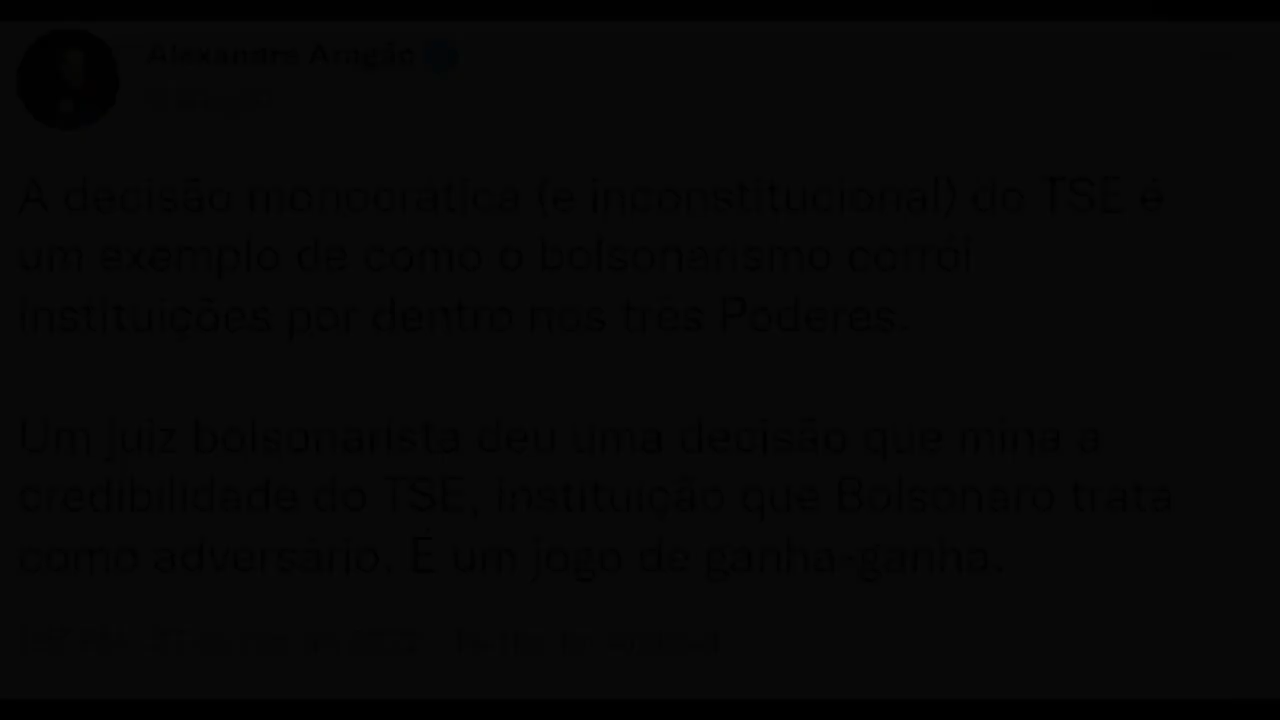 Alexandre Aragão
A decisão monocrática (e inconstitucional) do TSE é
um exemplo de como o bolsonarismo corrói
instituições por dentro nos três Poderes.
Um juiz bolsonarista deu uma decisão que mina a
credibilidade do TSE, instituição que Bolsonaro trata
como adversário. É um jogo de ganha-ganha.